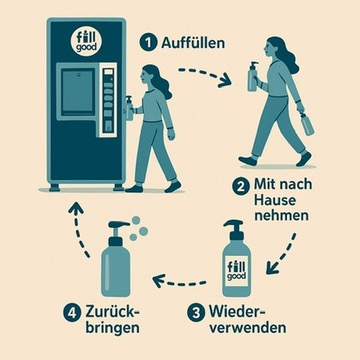 fill
good
1 Auffüllen
2 Mit nach
Hause
nehmen
fill
good
3 Wieder-
verwenden
4 Zurück-
bringen